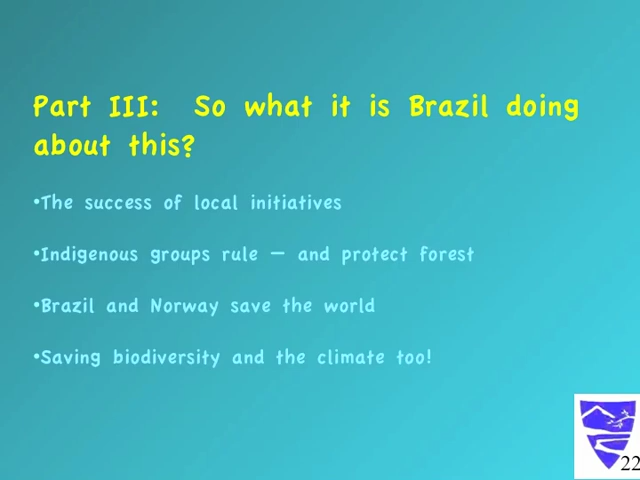 Part III:  So what it is Brazil doing
about this?
•The success of local initiatives
•Indigenous groups rule – and protect forest
•Brazil and Norway save the world
•Saving biodiversity and the climate too!
22